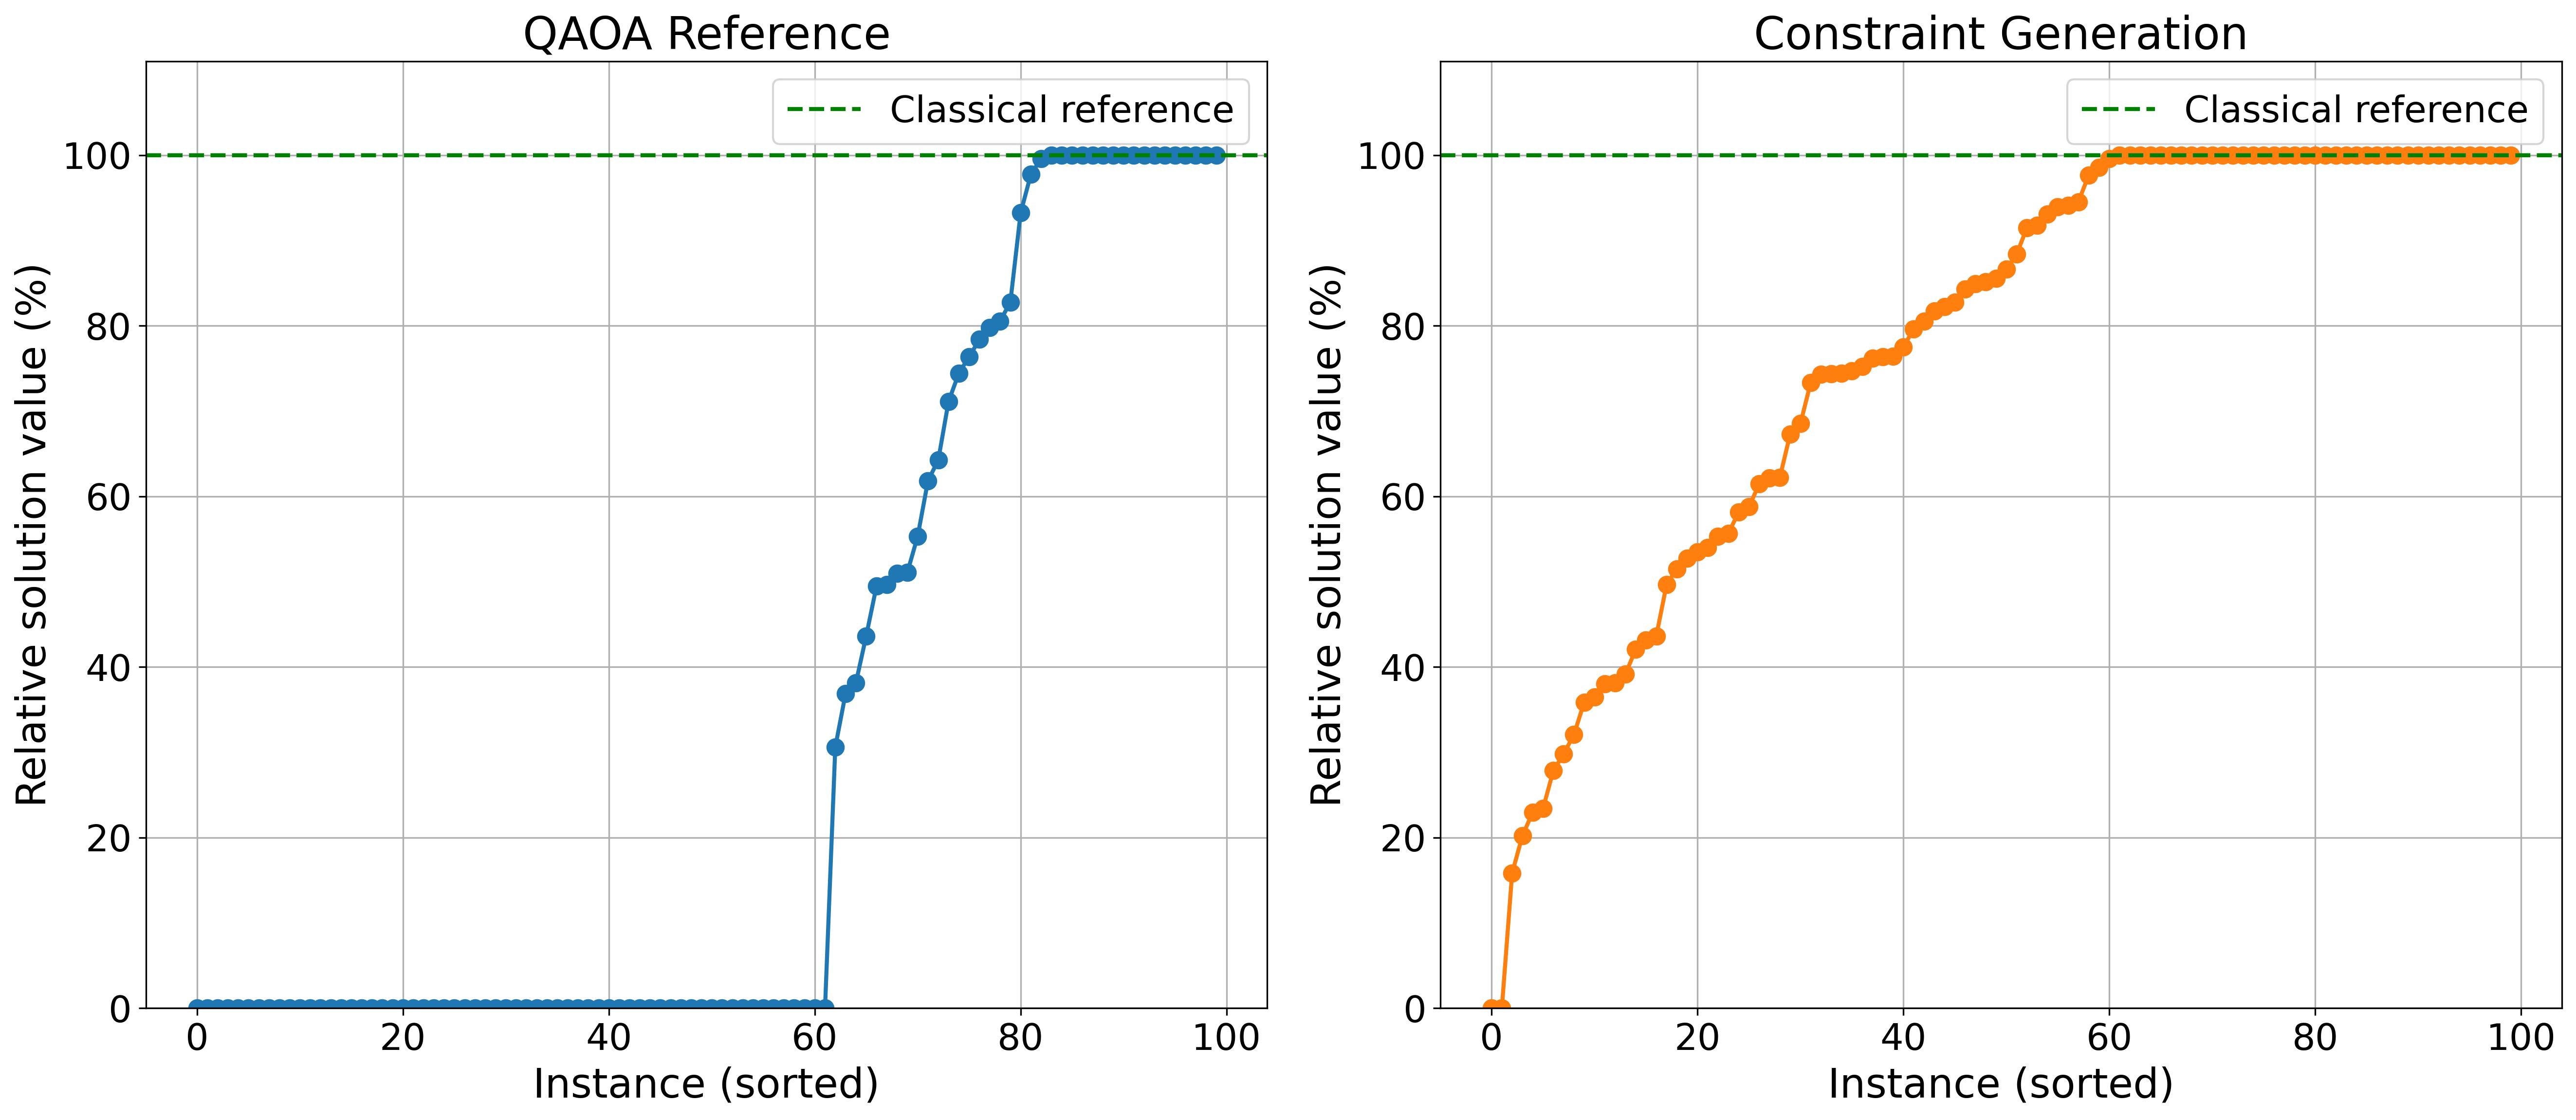 QAOA Reference
Classical reference
Relative solution value (%)
100
80
60
40
20
0
0 20 40 60 80 100
Instance (sorted)
Constraint Generation
Classical reference
Relative solution value (%)
100
80
60
40
20
0
0 20 40 60 80 100
Instance (sorted)